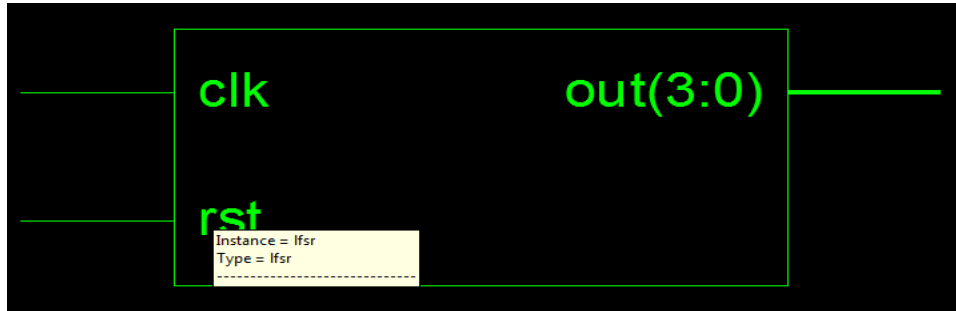 clk out(3:0)
rst
Instance = lfsr
Type = lfsr
-----------------------------